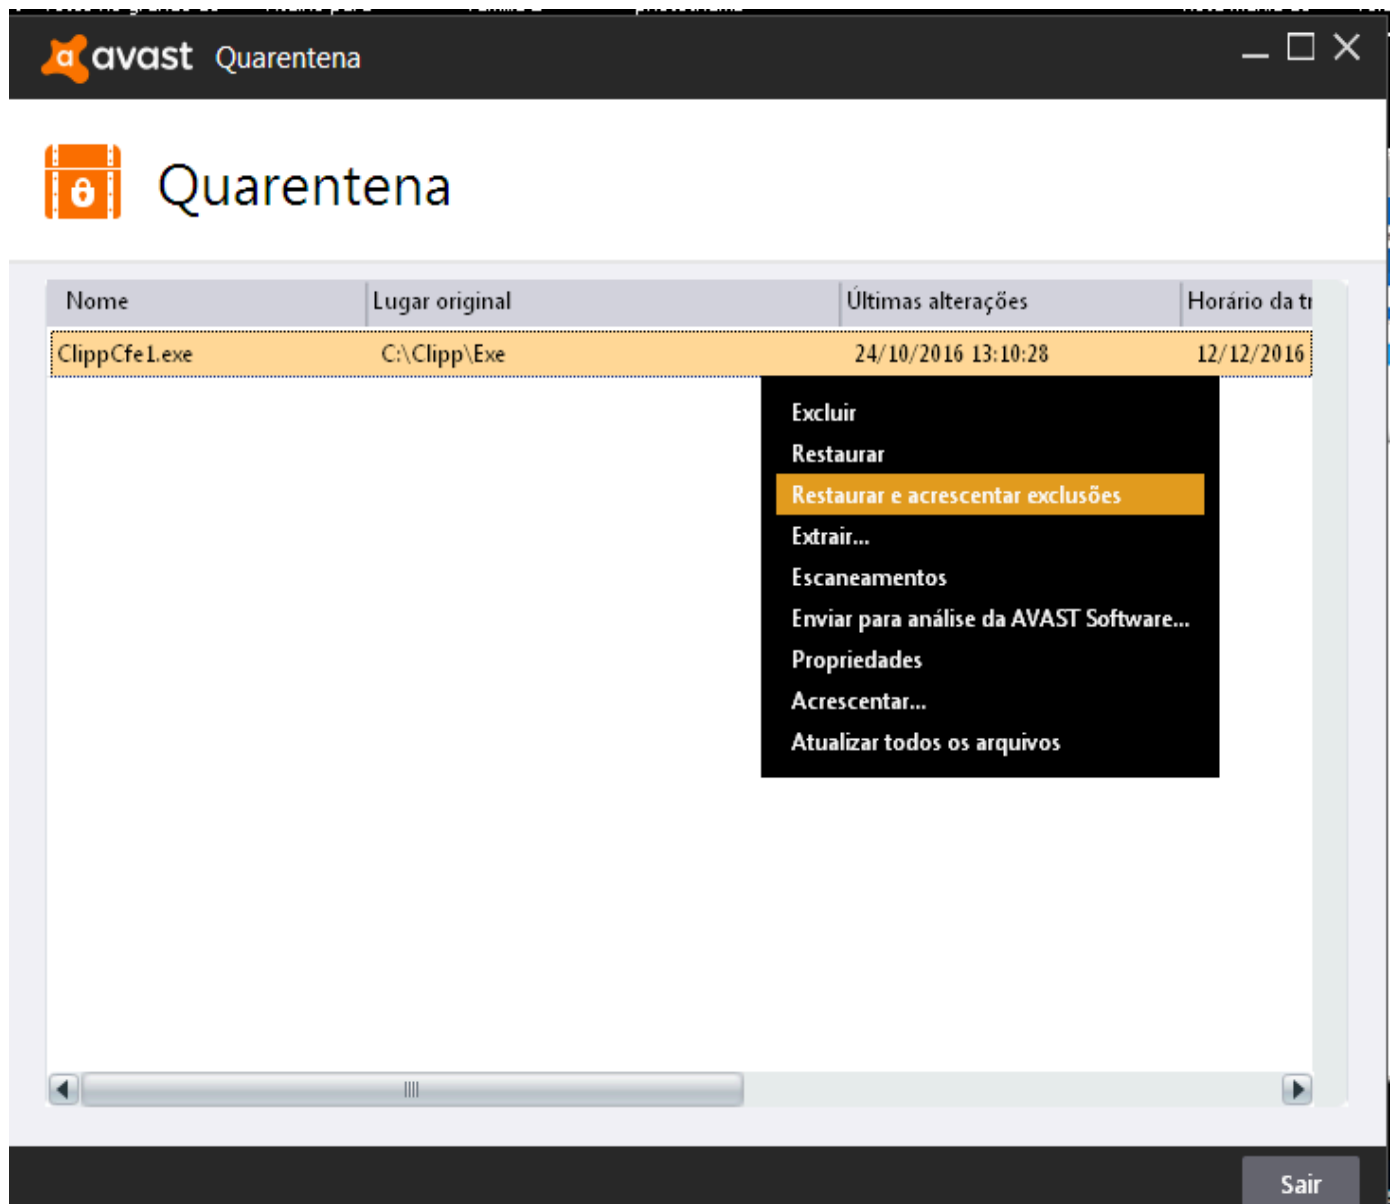 avast Quarentena
Quarentena
Nome Lugar original Últimas alterações Horário da tr
ClippCfe1.exe C:\Clipp\Exe 24/10/2016 13:10:28 12/12/2016
Excluir
Restaurar
Restaurar e acrescentar exclusões
Extrair...
Escaneamentos
Enviar para análise da AVAST Software...
Propriedades
Acrescentar...
Atualizar todos os arquivos
Sair